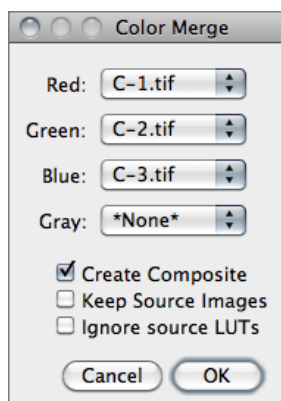 Color Merge
Red: C-1.tif
Green: C-2.tif
Blue: C-3.tif
Gray: *None*
Create Composite
Keep Source Images
Ignore source LUTs
Cancel OK